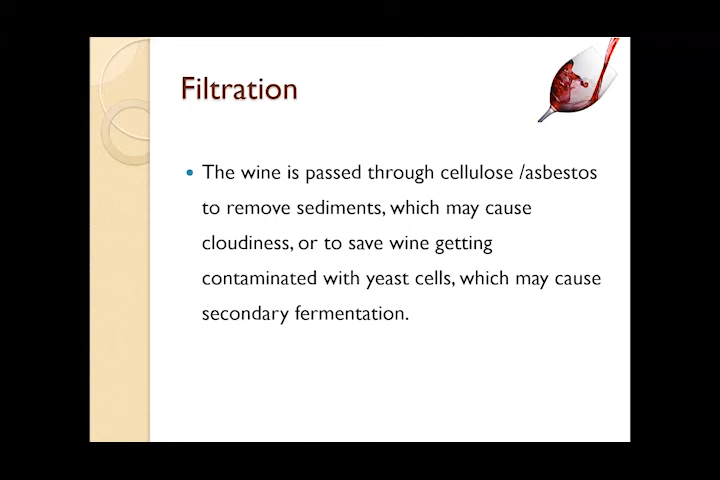 Filtration
The wine is passed through cellulose /asbestos
to remove sediments, which may cause
cloudiness, or to save wine getting
contaminated with yeast cells, which may cause
secondary fermentation.